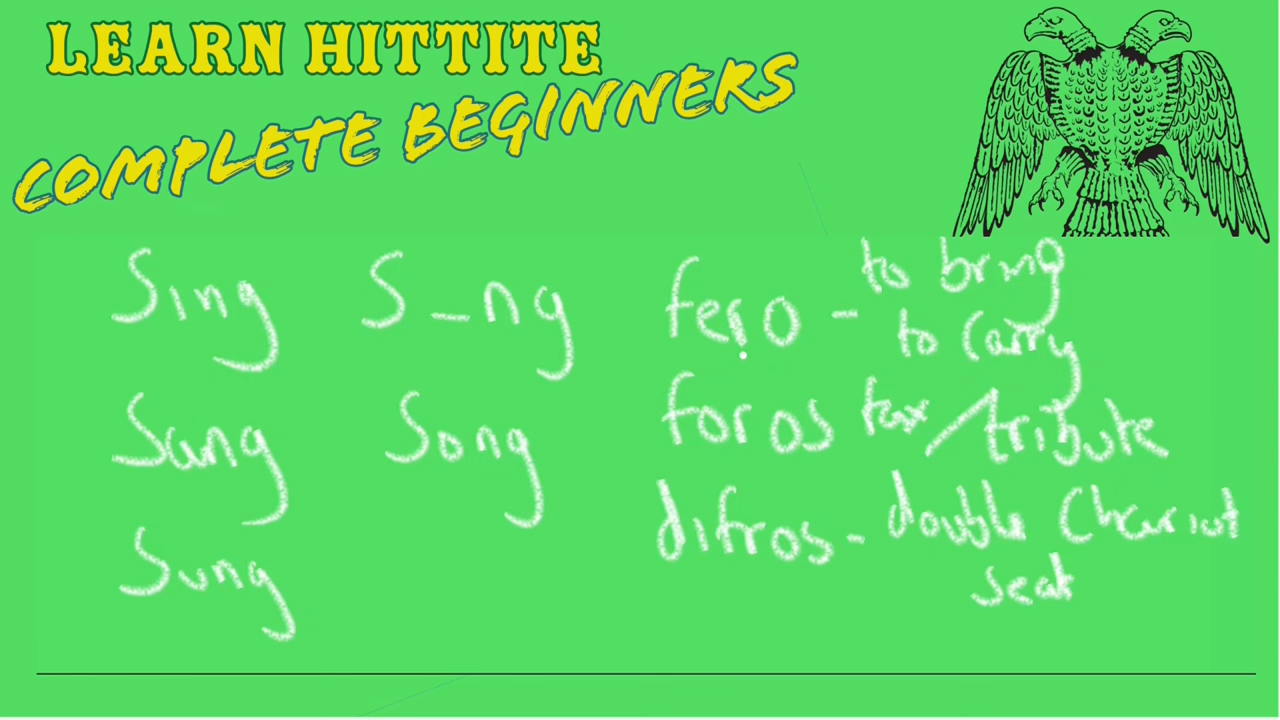 LEARN HITTITE
COMPLETE BEGINNERS
Sing
Sang
Sung
S_ng
Song
fero - to bring
to carry
foros tax/tribute
difros - double Chariot
seat